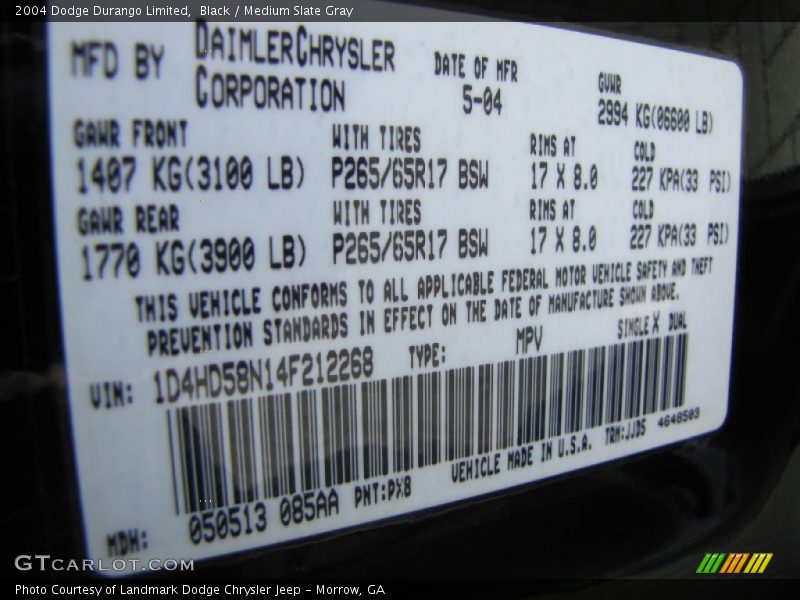 2004 Dodge Durango Limited,  Black / Medium Slate Gray
MFD BY DAIMLERCHRYSLER CORPORATION
DATE OF MFR 5-04
GVWR 2994 KG(06600 LB)
GAWR FRONT WITH TIRES RIMS AT COLD
1407 KG(3100 LB) P265/65R17 BSW 17 X 8.0 227 KPA(33 PSI)
GAWR REAR WITH TIRES RIMS AT COLD
1770 KG(3900 LB) P265/65R17 BSW 17 X 8.0 227 KPA(33 PSI)
THIS VEHICLE CONFORMS TO ALL APPLICABLE FEDERAL MOTOR VEHICLE SAFETY AND THEFT
PREVENTION STANDARDS IN EFFECT ON THE DATE OF MANUFACTURE SHOWN ABOVE.
VIN: 1D4HD58N14F212268 TYPE: MPV SINGLE X DUAL
MDH: 050513 085AA PNT:PX8 VEHICLE MADE IN U.S.A. TRM:JJDS 4648503
GTCARLOT.COM
Photo Courtesy of Landmark Dodge Chrysler Jeep - Morrow, GA